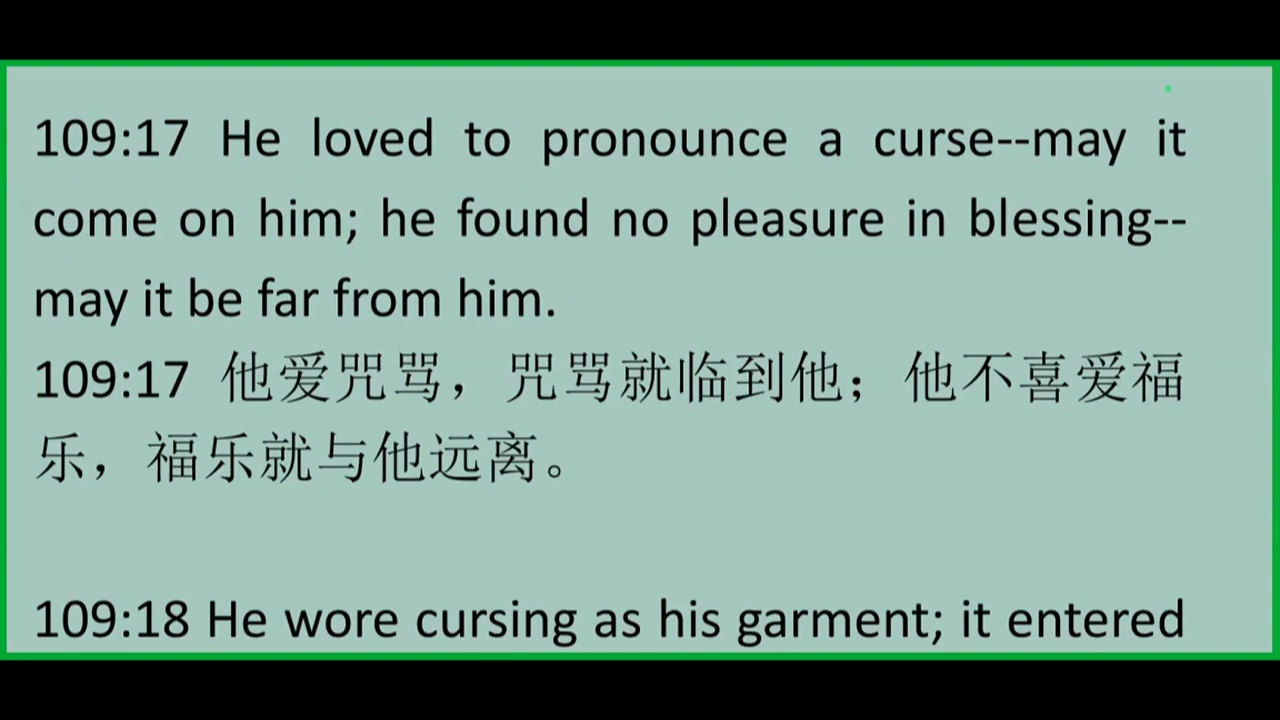 109:17 He loved to pronounce a curse--may it
come on him; he found no pleasure in blessing--
may it be far from him.
109:17 他爱咒骂，咒骂就临到他；他不喜爱福
乐，福乐就与他远离。
109:18 He wore cursing as his garment; it entered